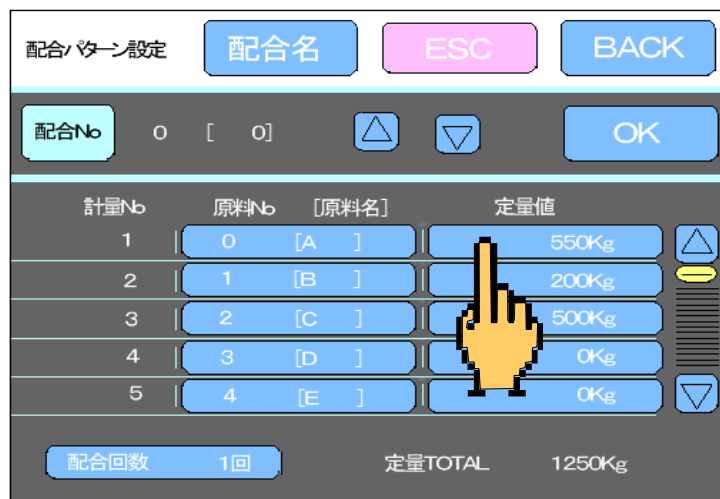 配合パターン設定 配合名 ESC BACK
配合No 0 [ 0] OK
計量No 原料No [原料名] 定量値
1 0 [A ] 550Kg
2 1 [B ] 200Kg
3 2 [C ] 500Kg
4 3 [D ] 0Kg
5 4 [E ] 0Kg
配合回数 1回 定量TOTAL 1250Kg